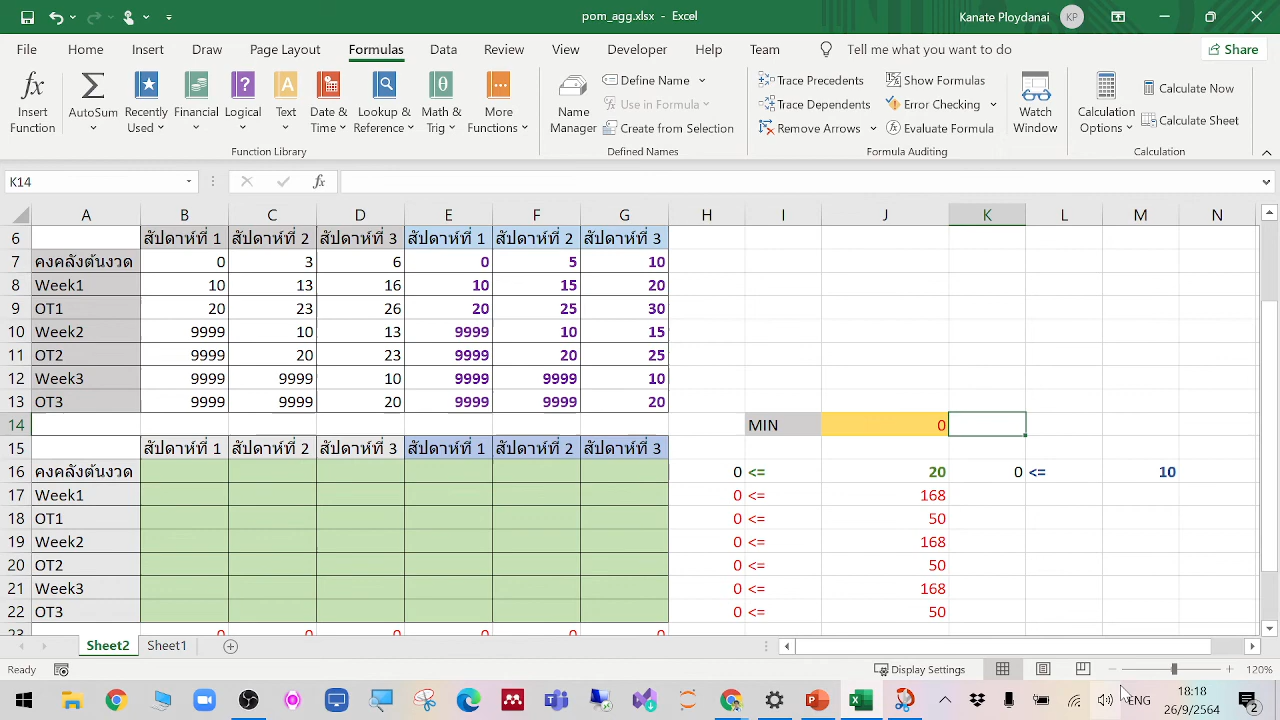 pom_agg.xlsx - Excel
Kanate Ploydanai KP
File Home Insert Draw Page Layout Formulas Data Review View Developer Help Team Tell me what you want to do Share
Insert Function
AutoSum
Recently Used
Financial
Logical
Text
Date & Time
Lookup & Reference
Math & Trig
More Functions
Function Library
Name Manager
Define Name
Use in Formula
Create from Selection
Defined Names
Trace Precedents
Trace Dependents
Remove Arrows
Show Formulas
Error Checking
Evaluate Formula
Formula Auditing
Watch Window
Calculation Options
Calculate Now
Calculate Sheet
Calculation
K14 fx
A B C D E F G H I J K L M N
6 สัปดาห์ที่ 1 สัปดาห์ที่ 2 สัปดาห์ที่ 3 สัปดาห์ที่ 1 สัปดาห์ที่ 2 สัปดาห์ที่ 3
7 คงคลังต้นงวด 0 3 6 0 5 10
8 Week1 10 13 16 10 15 20
9 OT1 20 23 26 20 25 30
10 Week2 9999 10 13 9999 10 15
11 OT2 9999 20 23 9999 20 25
12 Week3 9999 9999 10 9999 9999 10
13 OT3 9999 9999 20 9999 9999 20
14 MIN 0
15 สัปดาห์ที่ 1 สัปดาห์ที่ 2 สัปดาห์ที่ 3 สัปดาห์ที่ 1 สัปดาห์ที่ 2 สัปดาห์ที่ 3
16 คงคลังต้นงวด 0 <= 20 0 <= 10
17 Week1 0 <= 168
18 OT1 0 <= 50
19 Week2 0 <= 168
20 OT2 0 <= 50
21 Week3 0 <= 168
22 OT3 0 <= 50
23 0 0 0 0 0 0
Sheet2 Sheet1
Ready Display Settings 120%
ENG 18:18
26/9/2564 2